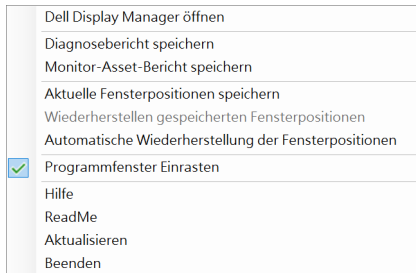 Dell Display Manager öffnen
Diagnosebericht speichern
Monitor-Asset-Bericht speichern
Aktuelle Fensterpositionen speichern
Wiederherstellen gespeicherten Fensterpositionen
Automatische Wiederherstellung der Fensterpositionen
Programmfenster Einrasten
Hilfe
ReadMe
Aktualisieren
Beenden